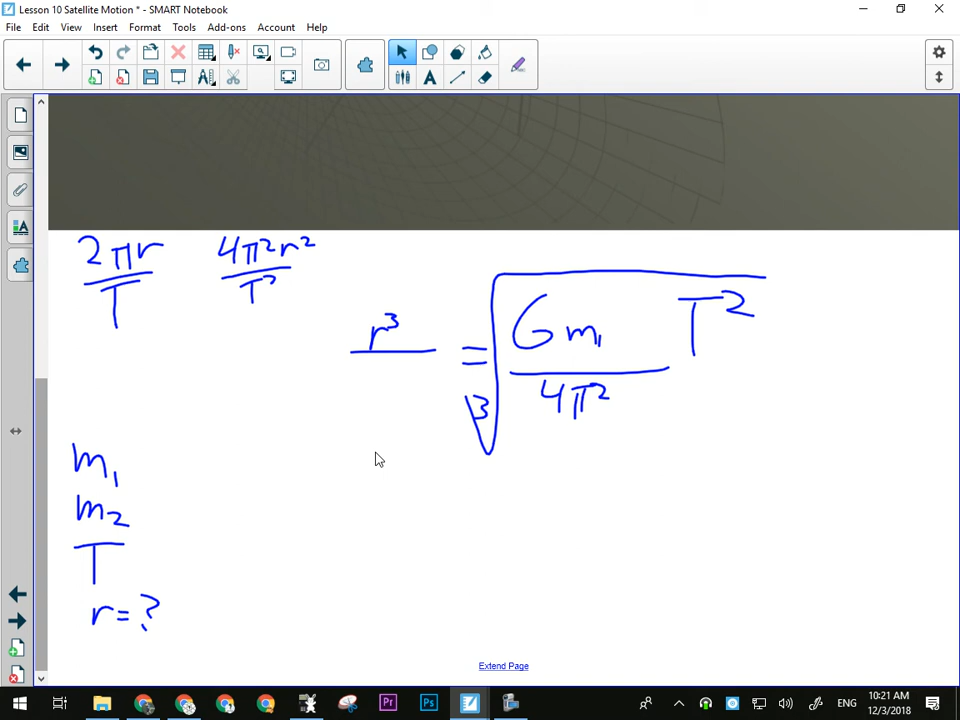 Lesson 10 Satellite Motion * - SMART Notebook
File Edit View Insert Format Tools Add-ons Account Help
2πr
T
4π²r²
T²
r³ = ∛
Gm₁ T²
4π²
m₁
m₂
T
r = ?
Extend Page
ENG
10:21 AM
12/3/2018